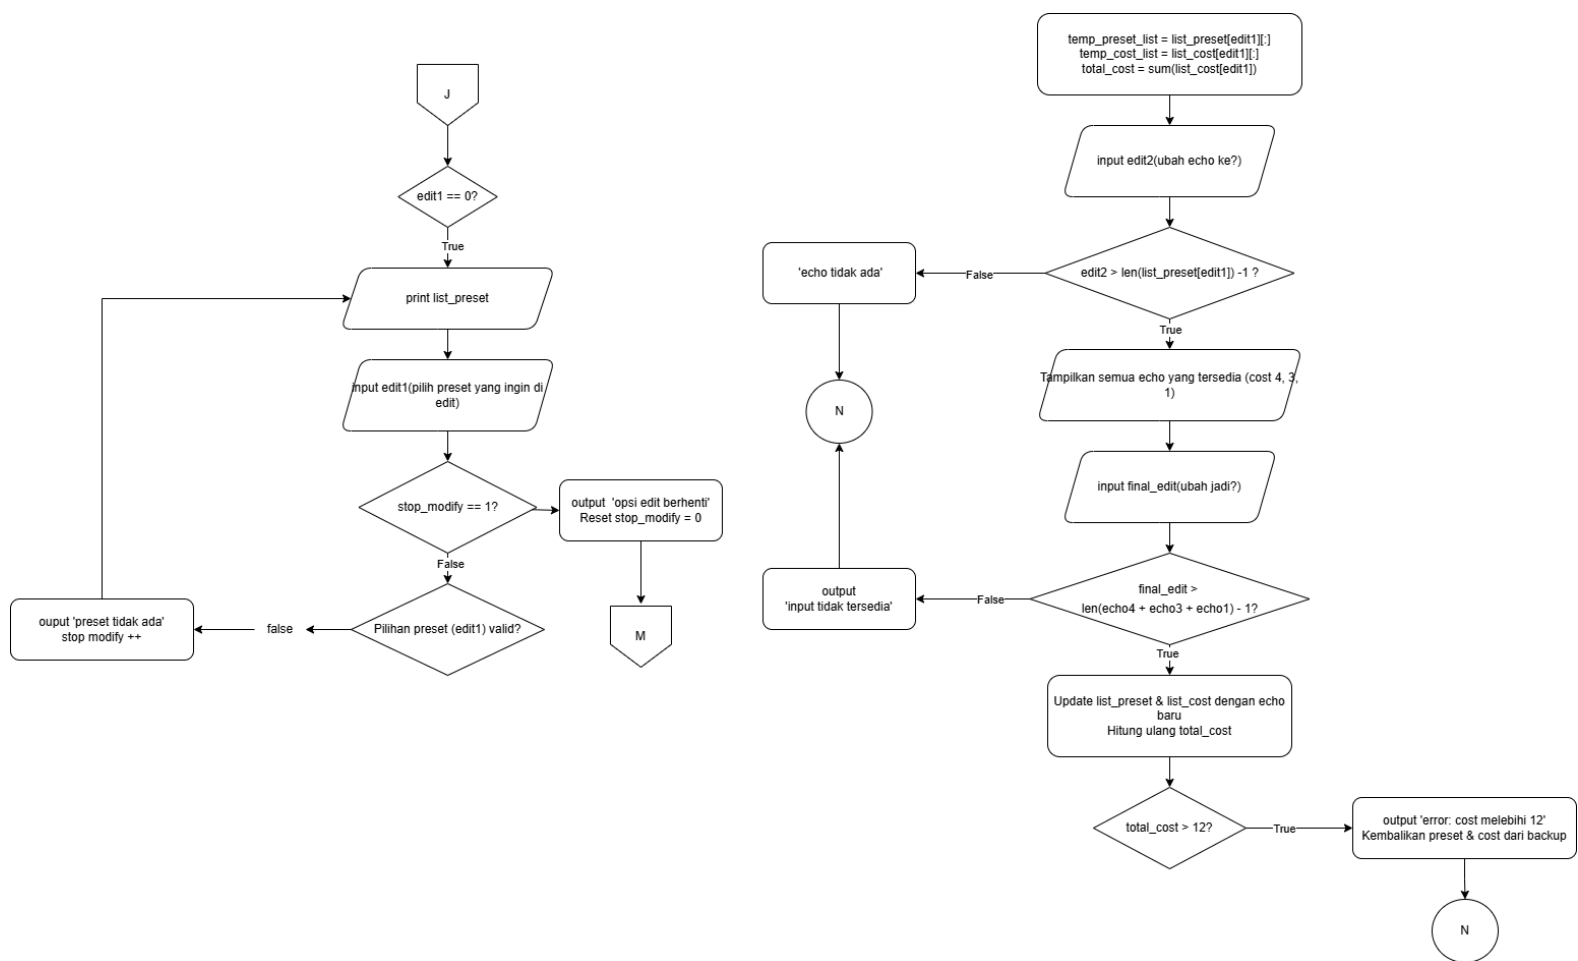 J
edit1 == 0?
True
print list_preset
input edit1(pilih preset yang ingin di
edit)
stop_modify == 1?
output 'opsi edit berhenti'
Reset stop_modify = 0
False
M
Pilihan preset (edit1) valid?
false
ouput 'preset tidak ada'
stop modify ++
temp_preset_list = list_preset[edit1][:]
temp_cost_list = list_cost[edit1][:]
total_cost = sum(list_cost[edit1])
input edit2(ubah echo ke?)
edit2 > len(list_preset[edit1]) -1 ?
False
'echo tidak ada'
True
N
Tampilkan semua echo yang tersedia (cost 4, 3,
1)
input final_edit(ubah jadi?)
final_edit >
len(echo4 + echo3 + echo1) - 1?
False
output
'input tidak tersedia'
True
Update list_preset & list_cost dengan echo
baru
Hitung ulang total_cost
total_cost > 12?
True
output 'error: cost melebihi 12'
Kembalikan preset & cost dari backup
N